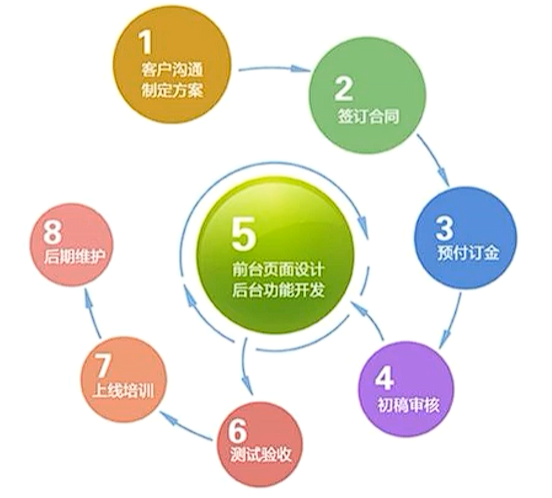 1
客户沟通
制定方案
2
签订合同
3
预付订金
4
初稿审核
5
前台页面设计
后台功能开发
6
测试验收
7
上线培训
8
后期维护